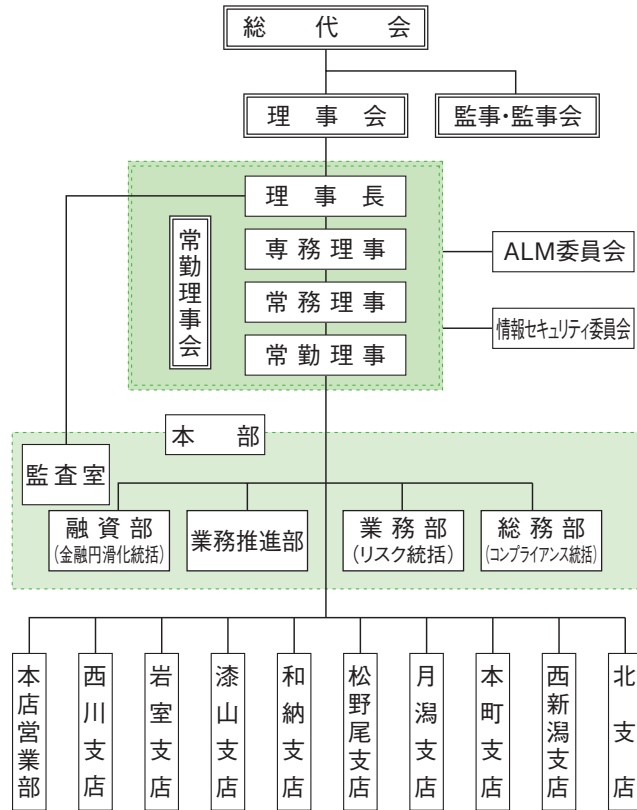 総代会
理事会
監事・監事会
理事長
常勤理事会
専務理事
ALM委員会
常務理事
情報セキュリティ委員会
常勤理事
本部
監査室
融資部
(金融円滑化統括)
業務推進部
業務部
(リスク統括)
総務部
(コンプライアンス統括)
本店営業部
西川支店
岩室支店
漆山支店
和納支店
松野尾支店
月潟支店
本町支店
西新潟支店
北支店